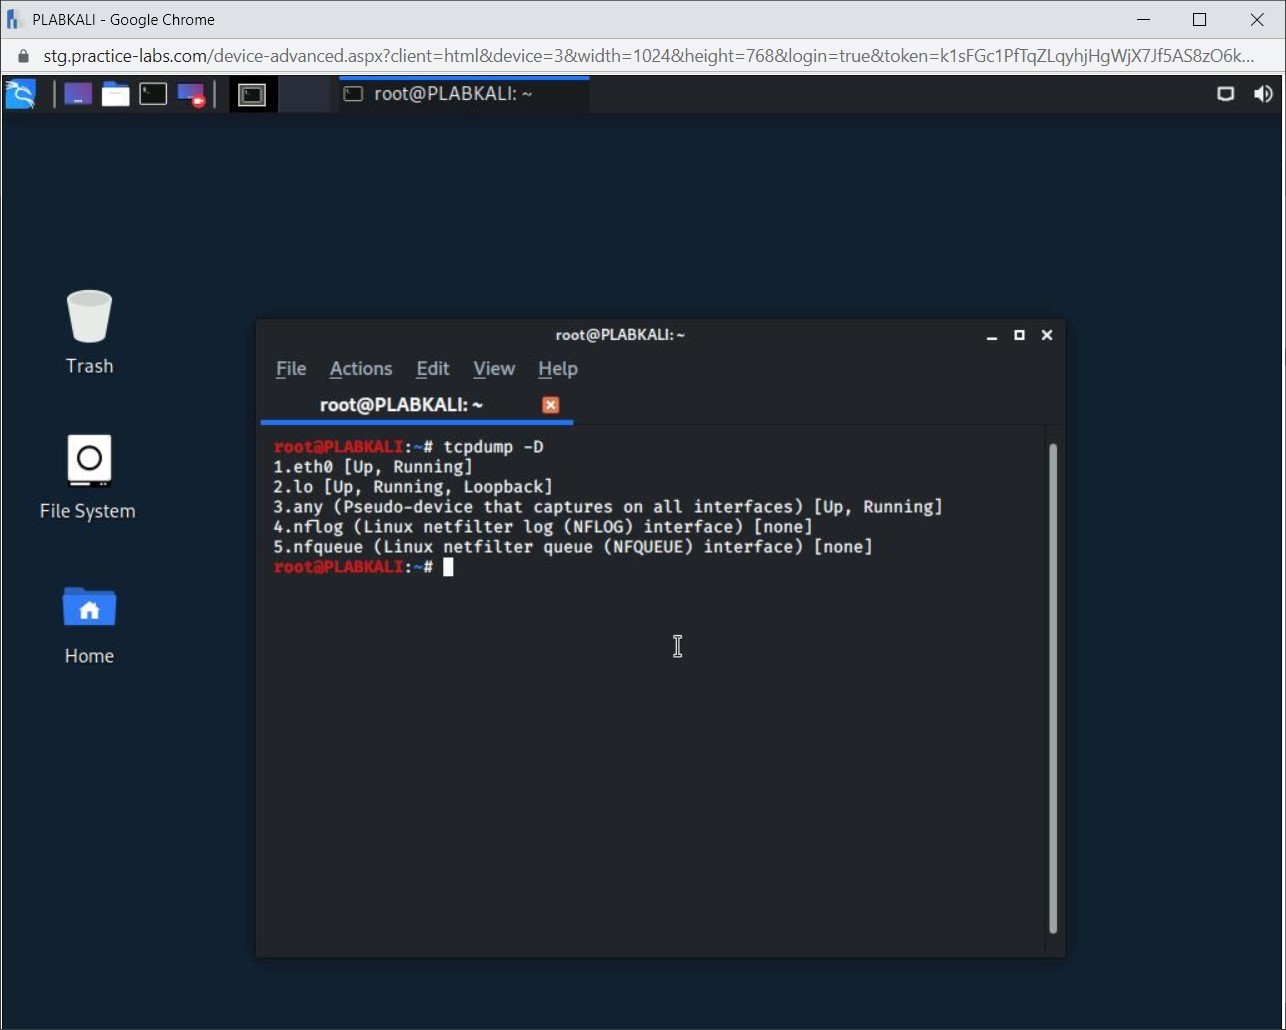 PLABKALI - Google Chrome
stg.practice-labs.com/device-advanced.aspx?client=html&device=3&width=1024&height=768&login=true&token=k1sFGc1PfTqZLqyhjHgWjX7Jf5AS8zO6k...
root@PLABKALI: ~
Trash
File System
Home
root@PLABKALI: ~
File Actions Edit View Help
root@PLABKALI: ~
root@PLABKALI:~# tcpdump -D
1.eth0 [Up, Running]
2.lo [Up, Running, Loopback]
3.any (Pseudo-device that captures on all interfaces) [Up, Running]
4.nflog (Linux netfilter log (NFLOG) interface) [none]
5.nfqueue (Linux netfilter queue (NFQUEUE) interface) [none]
root@PLABKALI:~#